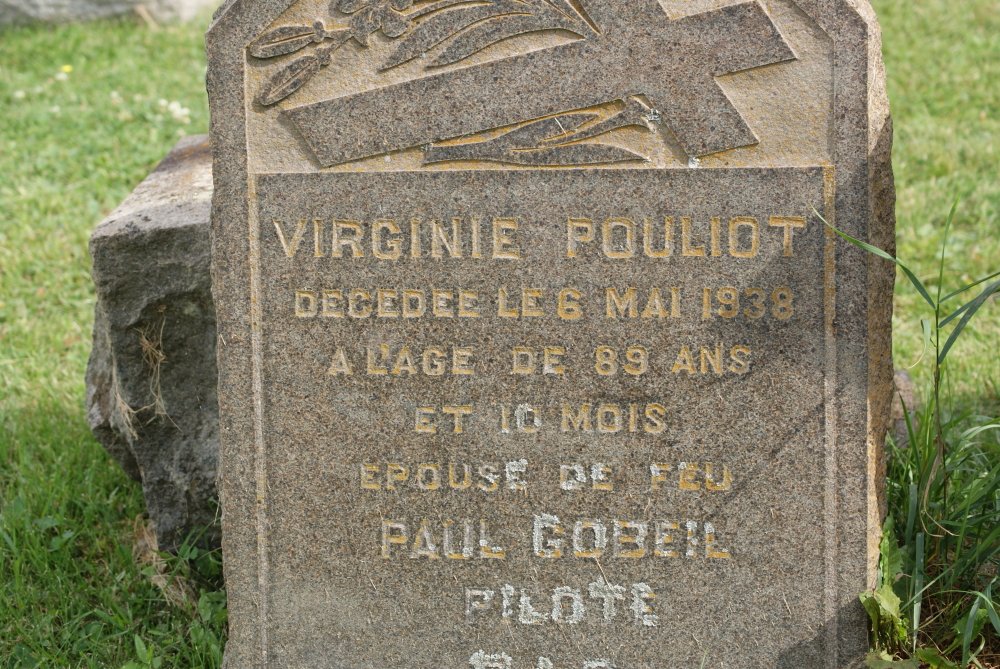 VIRGINIE POULIOT
DECEDEE LE 6 MAI 1938
A L'AGE DE 89 ANS
ET 10 MOIS
EPOUSE DE FEU
PAUL GOBEIL
PILOTE